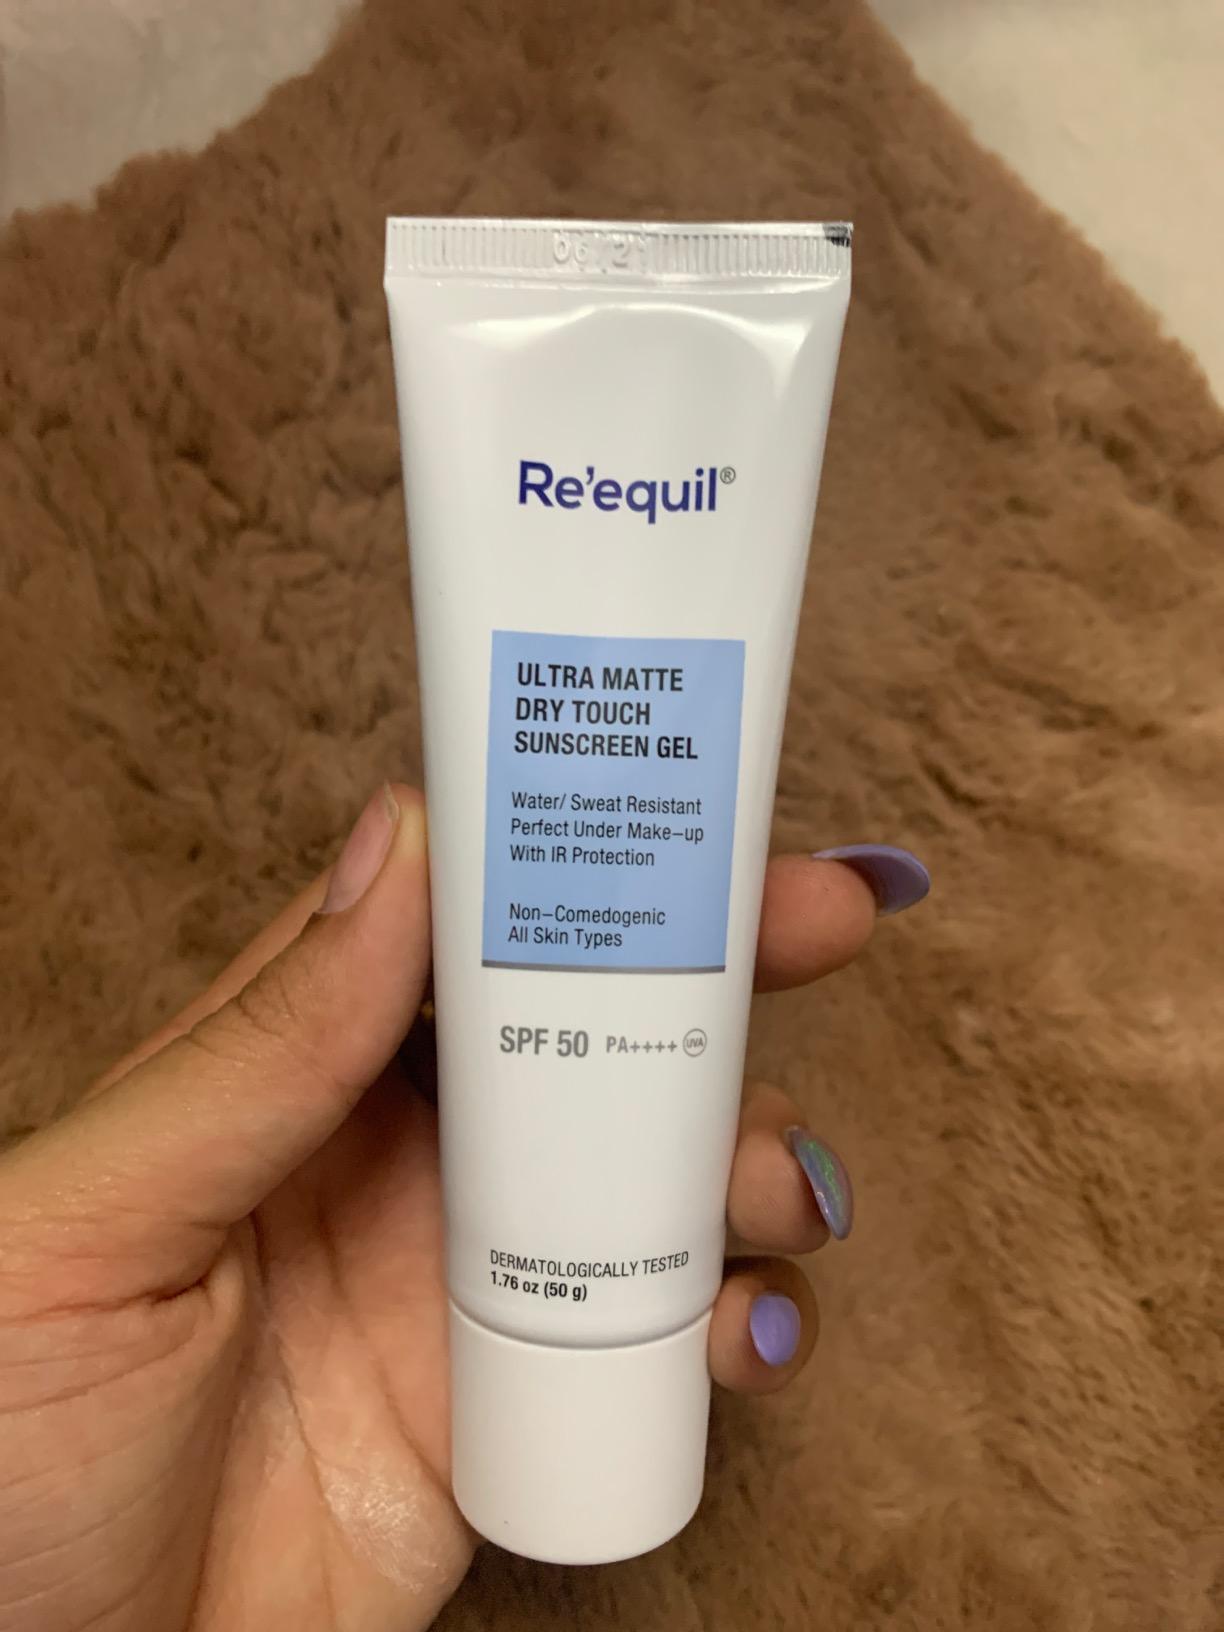 Re'equil®
ULTRA MATTE
DRY TOUCH
SUNSCREEN GEL
Water/ Sweat Resistant
Perfect Under Make-up
With IR Protection
Non-Comedogenic
All Skin Types
SPF 50 PA++++ UVA
DERMATOLOGICALLY TESTED
1.76 oz (50 g)